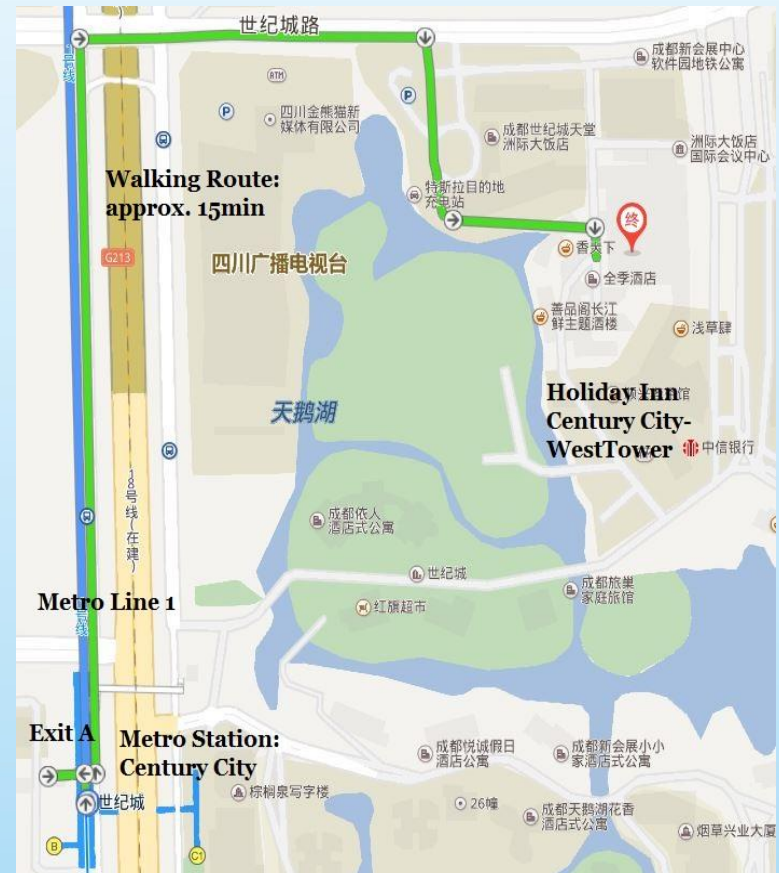 世纪城路
1号线
ATM
P
四川金熊猫新
媒体有限公司
P
成都新会展中心
软件园地铁公寓
成都世纪城天堂
洲际大饭店
洲际大饭店
国际会议中心
Walking Route:
approx. 15min
特斯拉目的地
充电站
终
G213
四川广播电视台
香天下
全季酒店
善品阁长江
鲜主题酒楼
浅草肆
天鹅湖
Holiday Inn
Century City-
WestTower
中信银行
18号线(在建)
成都依人
酒店式公寓
世纪城
成都旅巢
家庭旅馆
红旗超市
Metro Line 1
Exit A
Metro Station:
Century City
成都悦诚假日
酒店公寓
成都新会展小小
家酒店式公寓
世纪城
棕榈泉写字楼
26幢
成都天鹅湖花香
酒店式公寓
烟草兴业大厦
B
C1